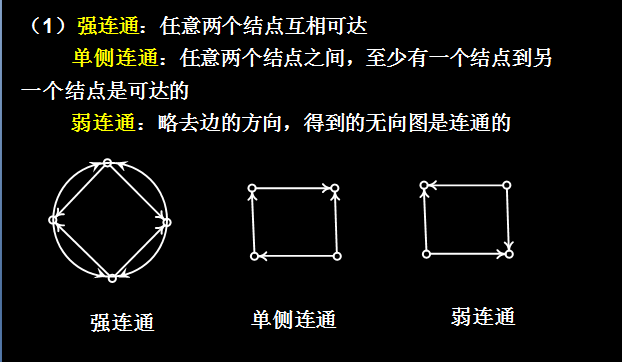 （1）强连通：任意两个结点互相可达
单侧连通：任意两个结点之间，至少有一个结点到另
一个结点是可达的
弱连通：略去边的方向，得到的无向图是连通的
强连通
单侧连通
弱连通